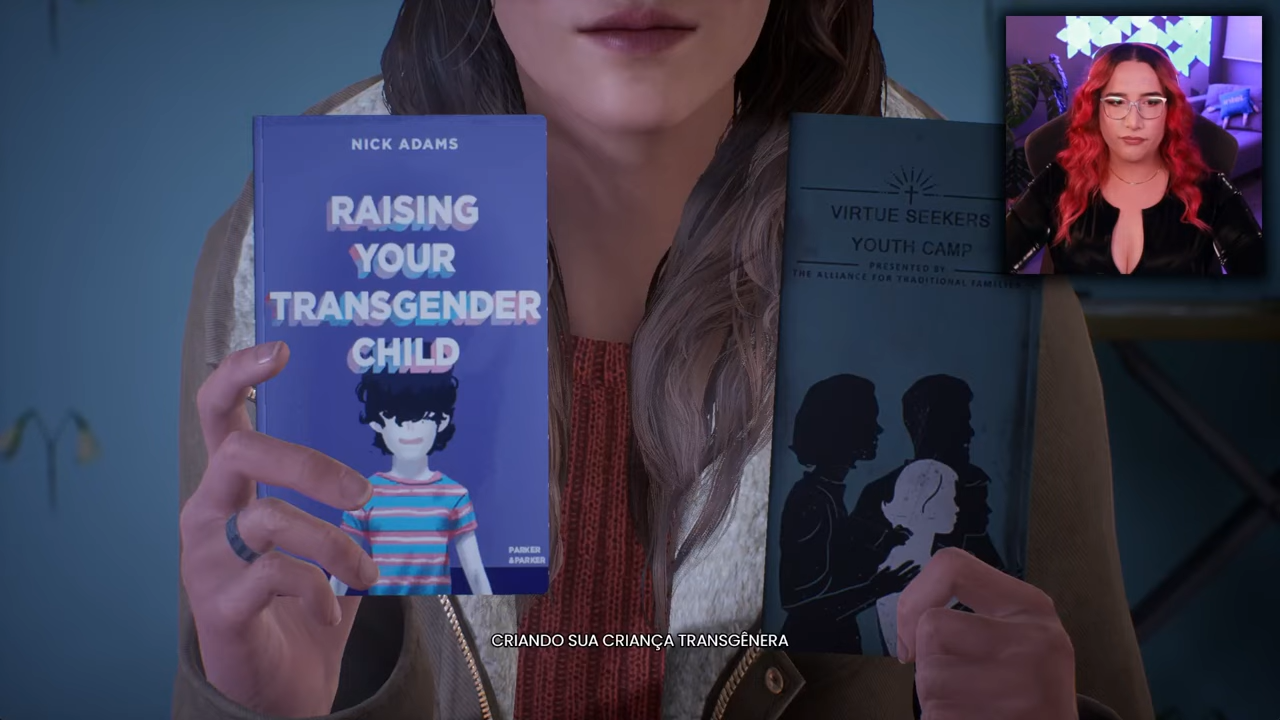 NICK ADAMS
RAISING
YOUR
TRANSGENDER
CHILD
PARKER
&PARKER
VIRTUE SEEKERS
YOUTH CAMP
PRESENTED BY
THE ALLIANCE FOR TRADITIONAL FAMILIES
CRIANDO SUA CRIANÇA TRANSGÊNERA